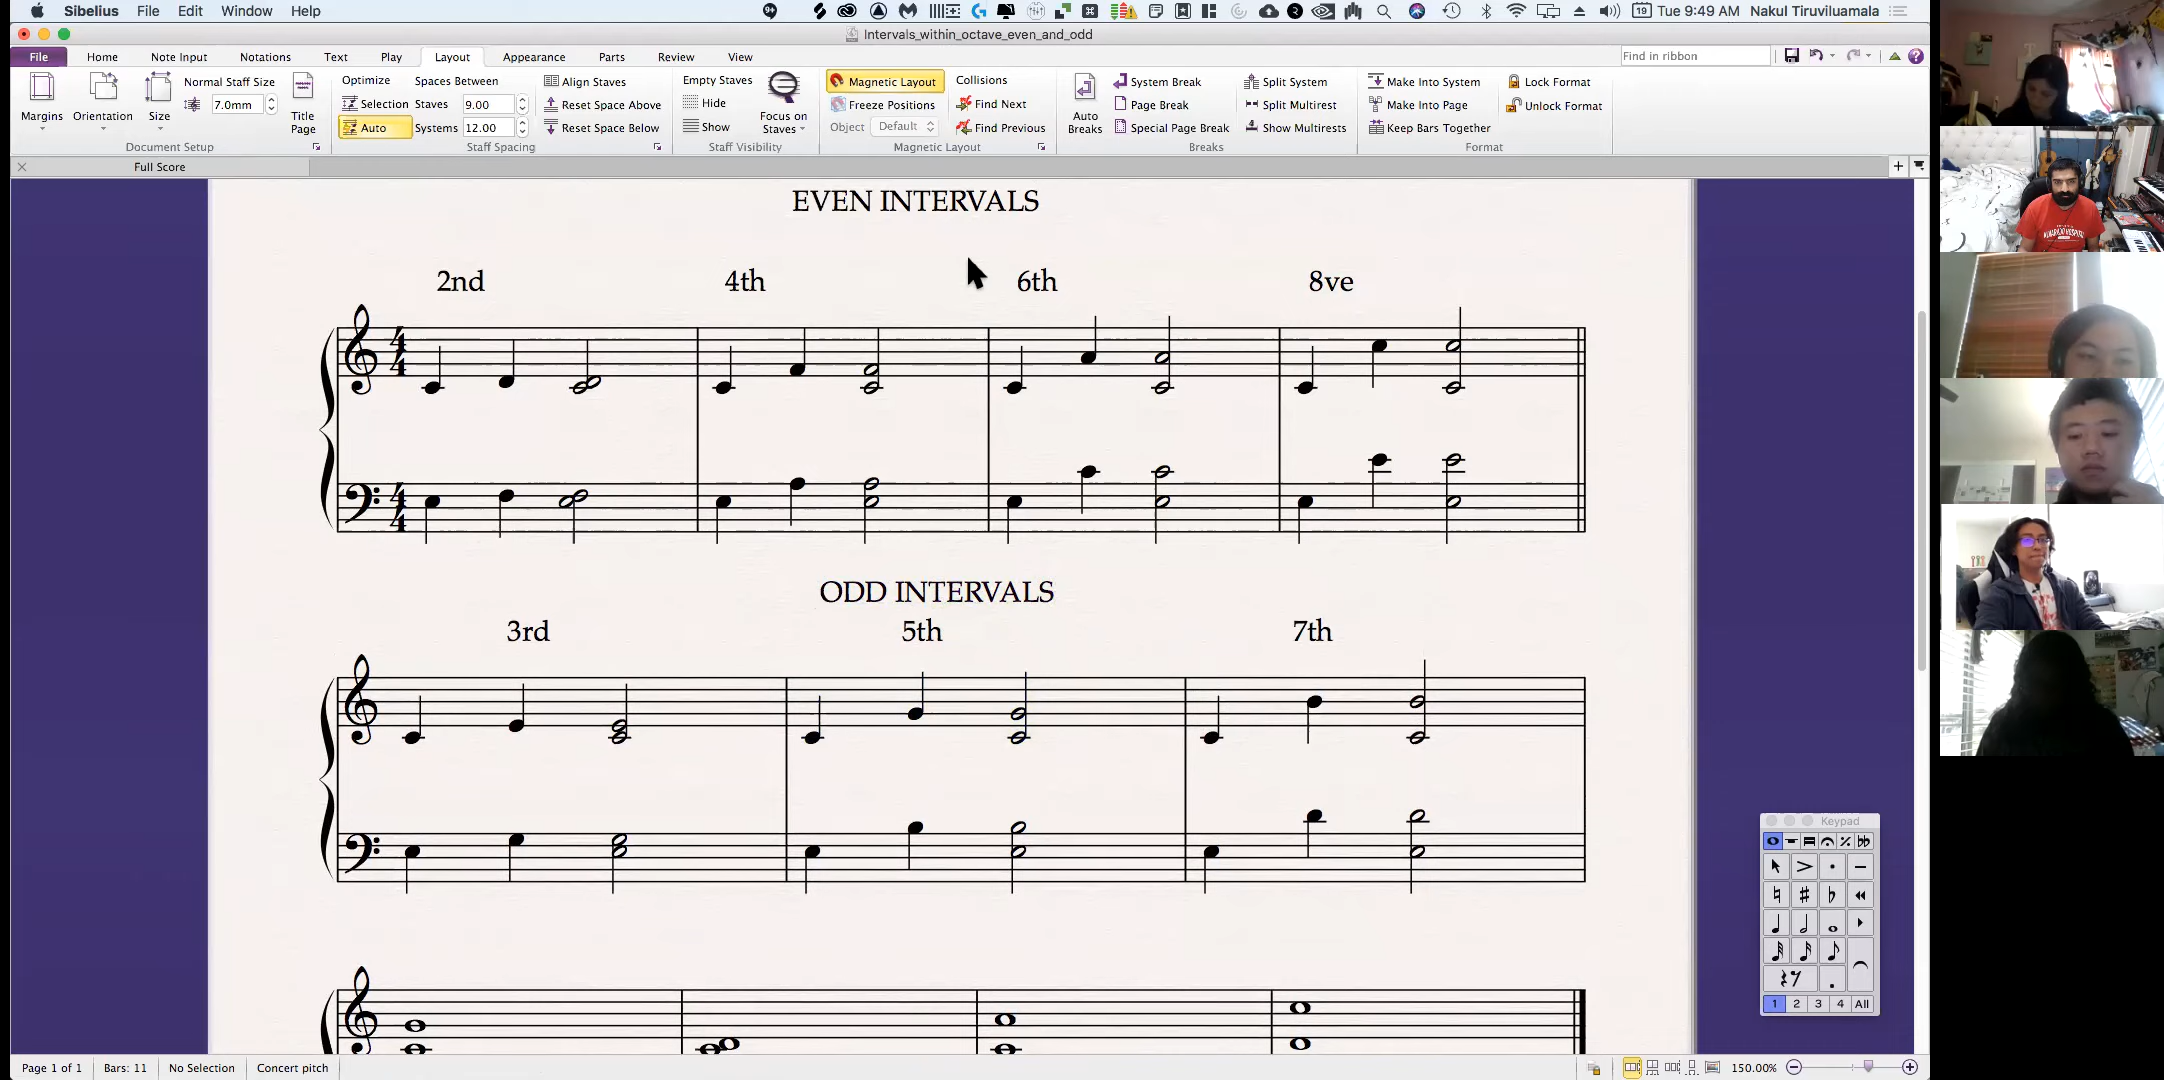 Sibelius File Edit Window Help
Tue 9:49 AM Nakul Tiruviluamala
Intervals_within_octave_even_and_odd
File Home Note Input Notations Text Play Layout Appearance Parts Review View
Find in ribbon
Margins
Orientation
Size
Normal Staff Size
7.0mm
Title Page
Document Setup
Optimize
Selection
Auto
Spaces Between
Staves 9.00
Systems 12.00
Align Staves
Reset Space Above
Reset Space Below
Staff Spacing
Empty Staves
Hide
Show
Focus on Staves
Staff Visibility
Magnetic Layout
Freeze Positions
Object Default
Collisions
Find Next
Find Previous
Magnetic Layout
Auto Breaks
System Break
Page Break
Special Page Break
Split System
Split Multirest
Show Multirests
Breaks
Make Into System
Make Into Page
Keep Bars Together
Lock Format
Unlock Format
Format
Full Score
EVEN INTERVALS
2nd 4th 6th 8ve
4
4
4
4
ODD INTERVALS
3rd 5th 7th
Keypad
1 2 3 4 All
Page 1 of 1 Bars: 11 No Selection Concert pitch
150.00%